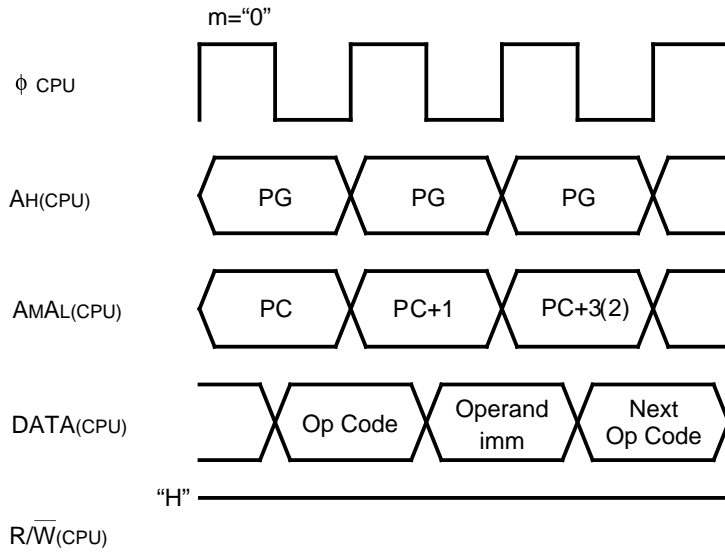 m=“0”
ϕ CPU
AH(CPU) PG PG PG
AMAL(CPU) PC PC+1 PC+3(2)
DATA(CPU) Op Code Operand imm Next Op Code
“H”
R/W̅(CPU)